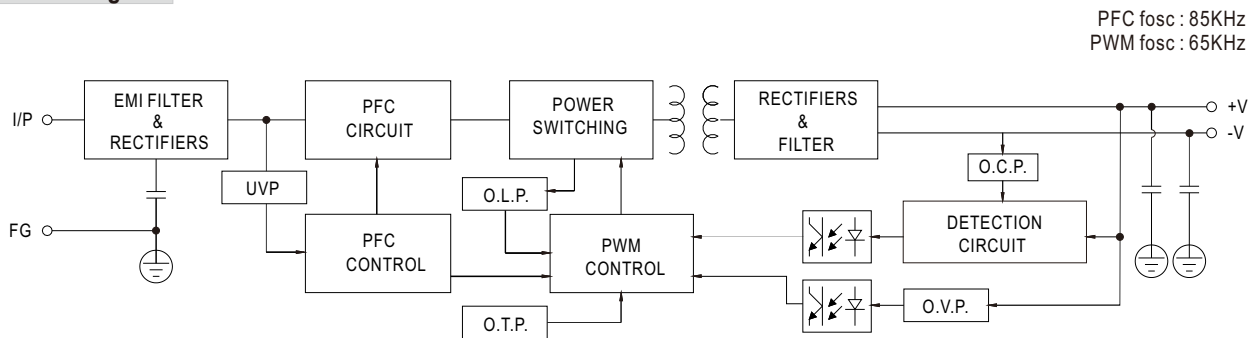 PFC fosc : 85KHz
PWM fosc : 65KHz
I/P
EMI FILTER
&
RECTIFIERS
PFC
CIRCUIT
POWER
SWITCHING
RECTIFIERS
&
FILTER
+V
-V
UVP
O.L.P.
O.C.P.
FG
PFC
CONTROL
PWM
CONTROL
DETECTION
CIRCUIT
O.T.P.
O.V.P.